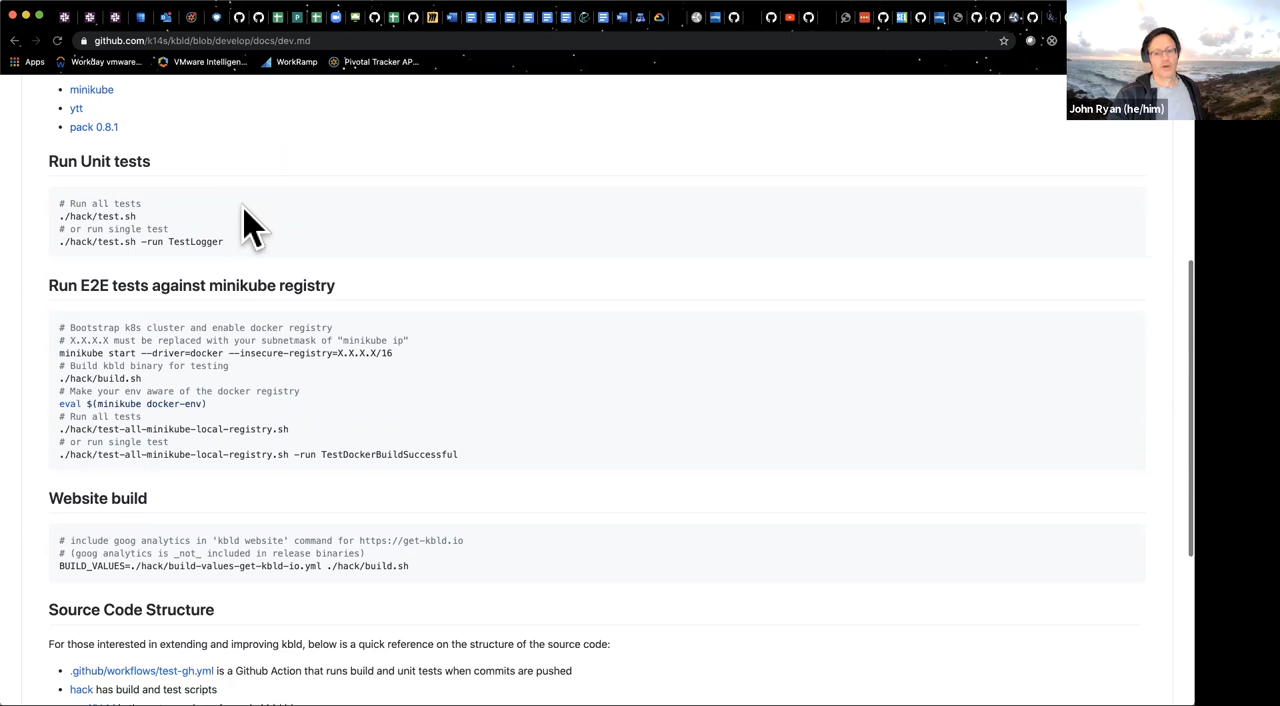 github.com/k14s/kbld/blob/develop/docs/dev.md
Apps
Workday vmware...
VMware Intelligen...
WorkRamp
Pivotal Tracker AP...
John Ryan (he/him)
minikube
ytt
pack 0.8.1
Run Unit tests
# Run all tests
./hack/test.sh
# or run single test
./hack/test.sh -run TestLogger
Run E2E tests against minikube registry
# Bootstrap k8s cluster and enable docker registry
# X.X.X.X must be replaced with your subnetmask of "minikube ip"
minikube start --driver=docker --insecure-registry=X.X.X.X/16
# Build kbld binary for testing
./hack/build.sh
# Make your env aware of the docker registry
eval $(minikube docker-env)
# Run all tests
./hack/test-all-minikube-local-registry.sh
# or run single test
./hack/test-all-minikube-local-registry.sh -run TestDockerBuildSuccessful
Website build
# include goog analytics in 'kbld website' command for https://get-kbld.io
# (goog analytics is _not_ included in release binaries)
BUILD_VALUES=./hack/build-values-get-kbld-io.yml ./hack/build.sh
Source Code Structure
For those interested in extending and improving kbld, below is a quick reference on the structure of the source code:
.github/workflows/test-gh.yml is a Github Action that runs build and unit tests when commits are pushed
hack has build and test scripts